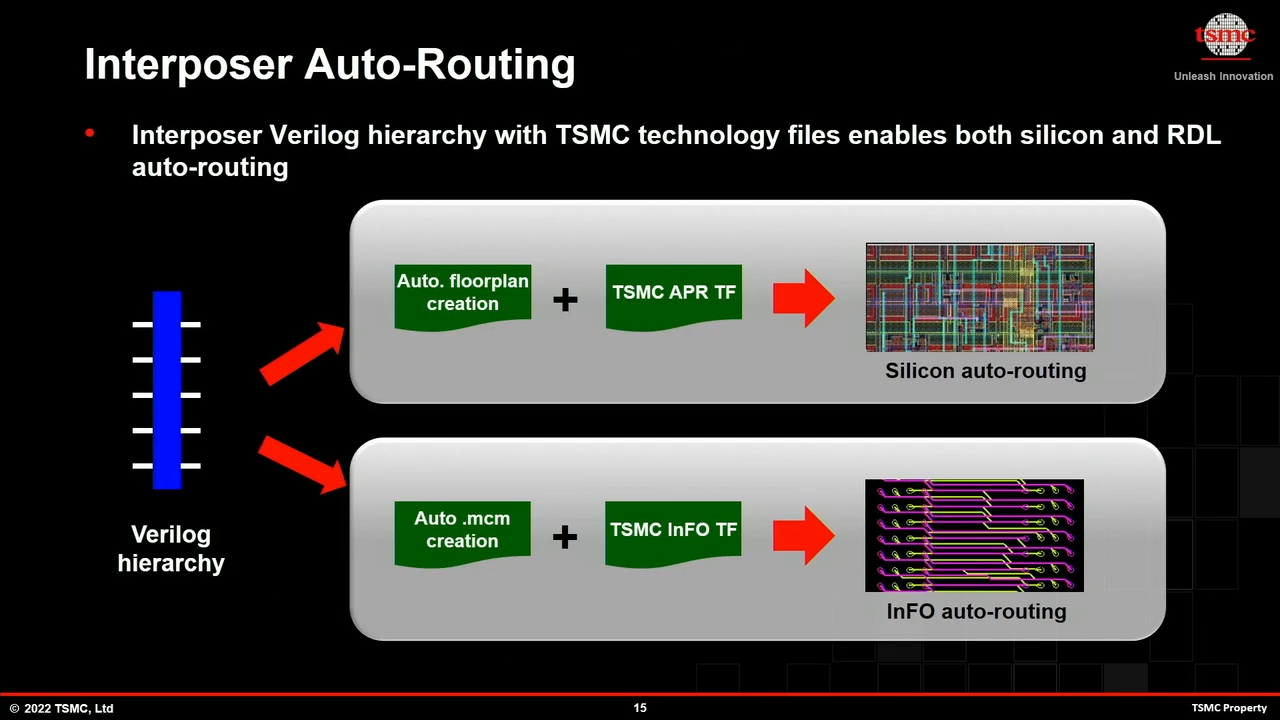 tsmc
Unleash Innovation
Interposer Auto-Routing
• Interposer Verilog hierarchy with TSMC technology files enables both silicon and RDL
auto-routing
Verilog
hierarchy
Auto. floorplan
creation
+
TSMC APR TF
Silicon auto-routing
Auto .mcm
creation
+
TSMC InFO TF
InFO auto-routing
© 2022 TSMC, Ltd
15
TSMC Property